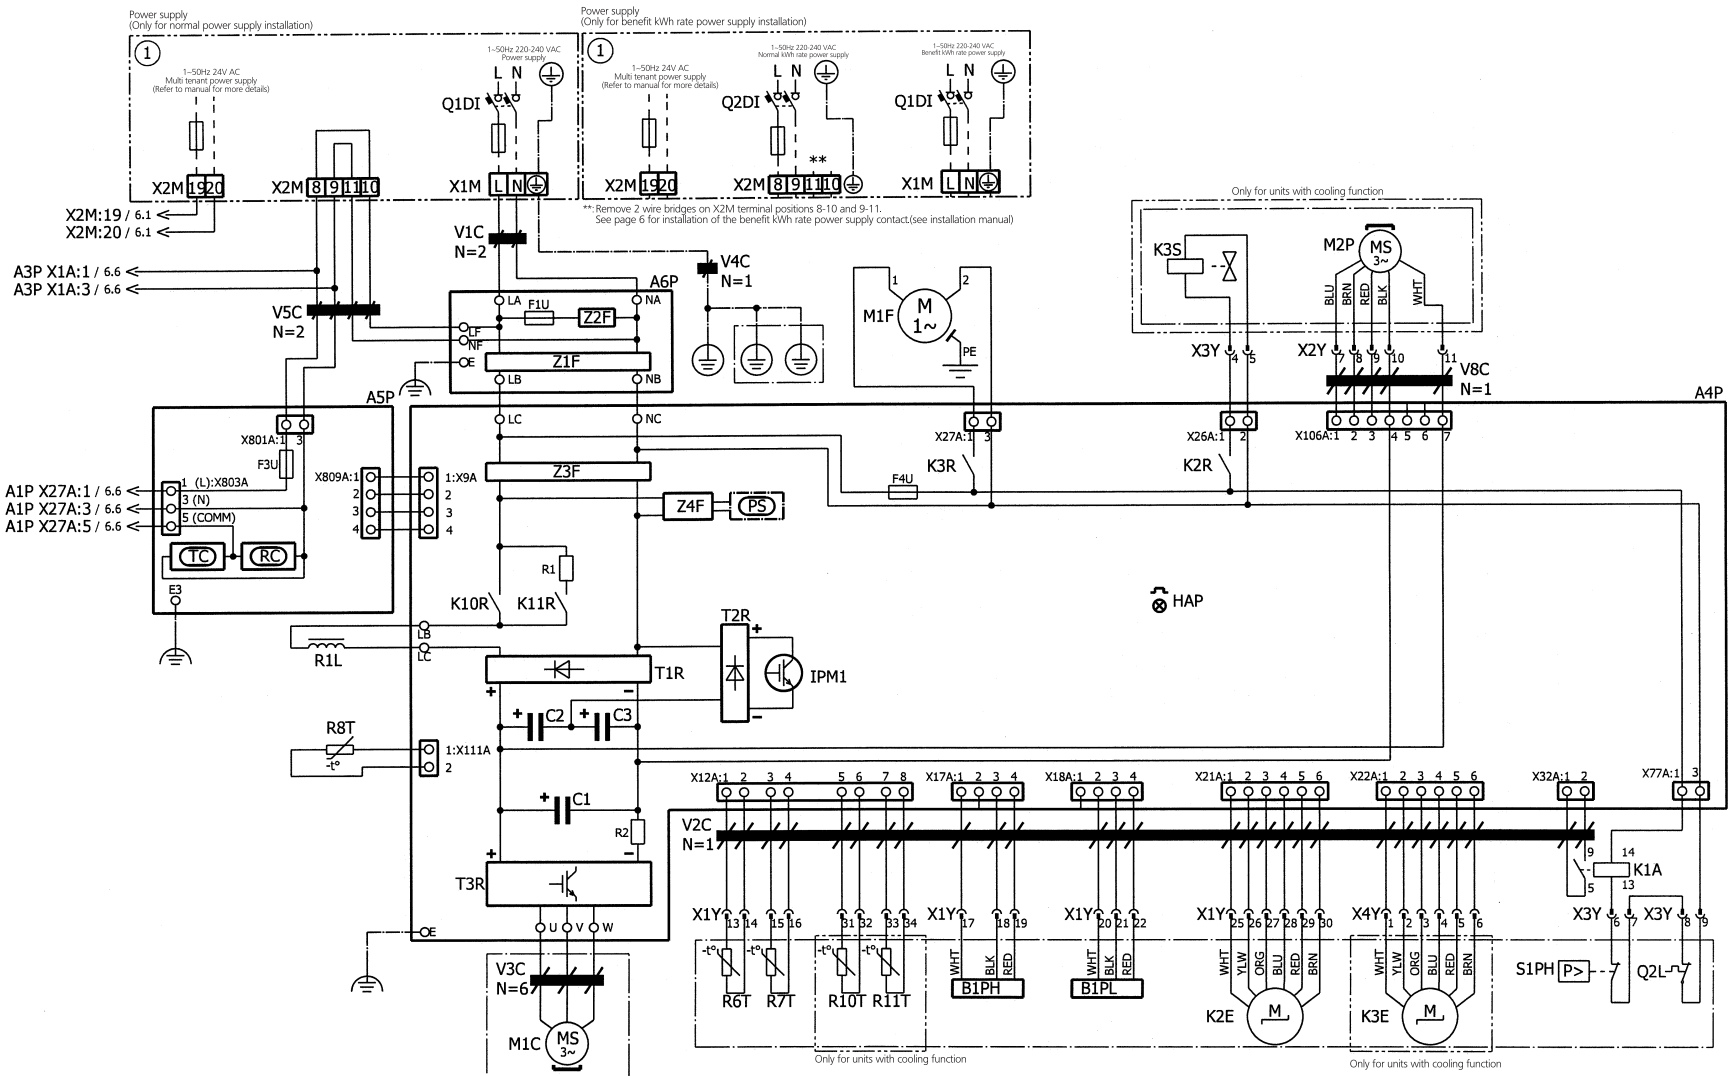 Power supply
(Only for normal power supply installation)
1
1~50Hz 24V AC
Multi tenant power supply
(Refer to manual for more details)
1~50Hz 220-240 VAC
Power supply
L N
Q1DI
X2M 19 20
X2M 8 9 11 10
X1M L N
Power supply
(Only for benefit kWh rate power supply installation)
1
1~50Hz 24V AC
Multi tenant power supply
(Refer to manual for more details)
1~50Hz 220-240 VAC
Normal kWh rate power supply
L N
Q2DI
1~50Hz 220-240 VAC
Benefit kWh rate power supply
L N
Q1DI
**
X2M 19 20
X2M 8 9 11 10
X1M L N
**: Remove 2 wire bridges on X2M terminal positions 8-10 and 9-11.
See page 6 for installation of the benefit kWh rate power supply contact.(see installation manual)
X2M:19 / 6.1
X2M:20 / 6.1
A3P X1A:1 / 6.6
A3P X1A:3 / 6.6
V5C
N=2
V1C
N=2
V4C
N=1
A6P
LA
NA
F1U
Z2F
LF
NF
E
Z1F
LB
NB
M1F
M
1~
1
2
PE
Only for units with cooling function
K3S
M2P
MS
3~
BLU
BRN
RED
BLK
WHT
X3Y 4 5
X2Y 7 8 9 10 11
V8C
N=1
A5P
X801A:1 3
F3U
1 (L):X803A
3 (N)
5 (COMM)
A1P X27A:1 / 6.6
A1P X27A:3 / 6.6
A1P X27A:5 / 6.6
TC
RC
E3
X809A:1
2
3
4
1:X9A
2
3
4
A4P
LC
NC
Z3F
Z4F
PS
X27A:1 3
K3R
F4U
X26A:1 2
K2R
X106A:1 2 3 4 5 6 7
R1
K10R
K11R
LB
LC
R1L
T1R
+
−
T2R
+
−
IPM1
HAP
+
C2
+
C3
R8T
-t°
1:X111A
2
+
C1
R2
+
−
T3R
U
V
W
E
V3C
N=6
M1C
MS
3~
X12A:1 2 3 4 5 6 7 8
X17A:1 2 3 4
X18A:1 2 3 4
X21A:1 2 3 4 5 6
X22A:1 2 3 4 5 6
X32A:1 2
X77A:1 3
V2C
N=1
9
5
14
K1A
13
X1Y 13 14 15 16 31 32 33 34
X1Y 17 18 19
X1Y 20 21 22
X1Y 25 26 27 28 29 30
X4Y 1 2 3 4 5 6
X3Y 6 7
X3Y 8 9
-t°
-t°
-t°
-t°
R6T
R7T
R10T
R11T
WHT
BLK
RED
B1PH
WHT
BLK
RED
B1PL
WHT
YLW
ORG
BLU
RED
BRN
K2E
M
WHT
YLW
ORG
BLU
RED
BRN
K3E
M
S1PH
P>
Q2L
Only for units with cooling function
Only for units with cooling function